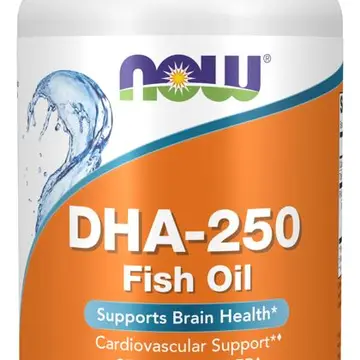 NOW®
DHA-250
Fish Oil
Supports Brain Health*
Cardiovascular Support*♦